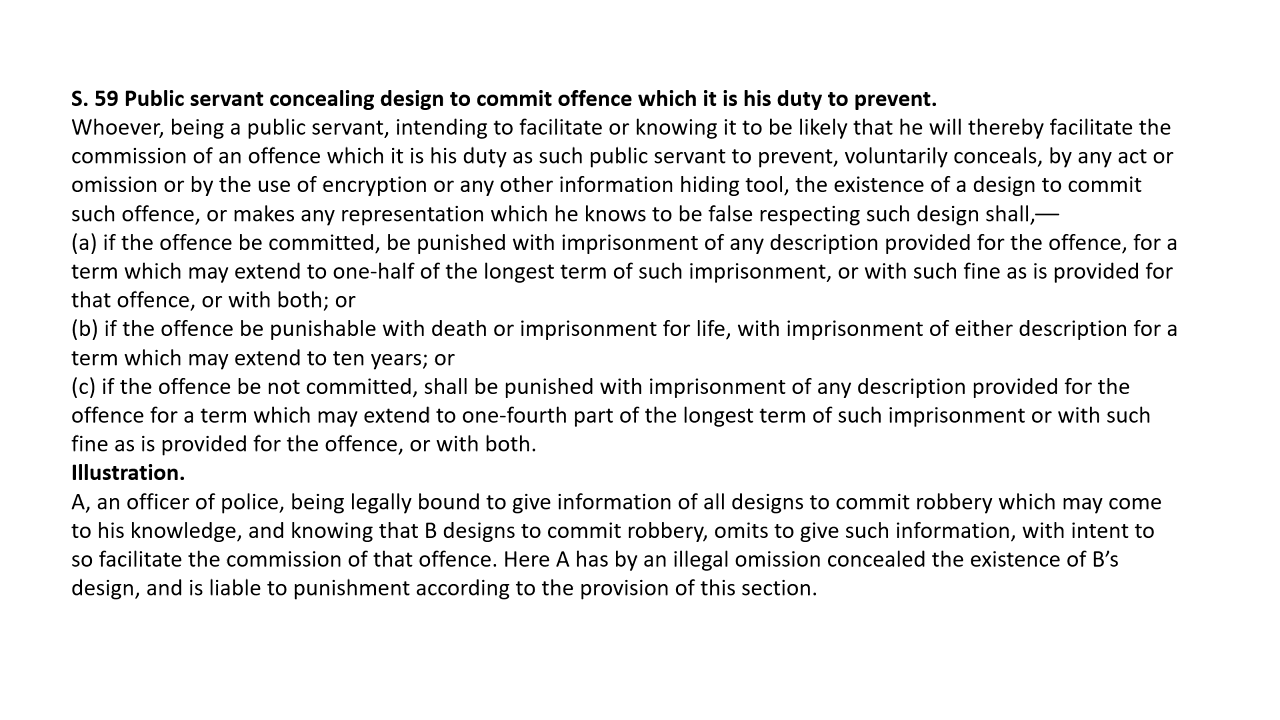 S. 59 Public servant concealing design to commit offence which it is his duty to prevent.
Whoever, being a public servant, intending to facilitate or knowing it to be likely that he will thereby facilitate the
commission of an offence which it is his duty as such public servant to prevent, voluntarily conceals, by any act or
omission or by the use of encryption or any other information hiding tool, the existence of a design to commit
such offence, or makes any representation which he knows to be false respecting such design shall,––
(a) if the offence be committed, be punished with imprisonment of any description provided for the offence, for a
term which may extend to one-half of the longest term of such imprisonment, or with such fine as is provided for
that offence, or with both; or
(b) if the offence be punishable with death or imprisonment for life, with imprisonment of either description for a
term which may extend to ten years; or
(c) if the offence be not committed, shall be punished with imprisonment of any description provided for the
offence for a term which may extend to one-fourth part of the longest term of such imprisonment or with such
fine as is provided for the offence, or with both.
Illustration.
A, an officer of police, being legally bound to give information of all designs to commit robbery which may come
to his knowledge, and knowing that B designs to commit robbery, omits to give such information, with intent to
so facilitate the commission of that offence. Here A has by an illegal omission concealed the existence of B’s
design, and is liable to punishment according to the provision of this section.